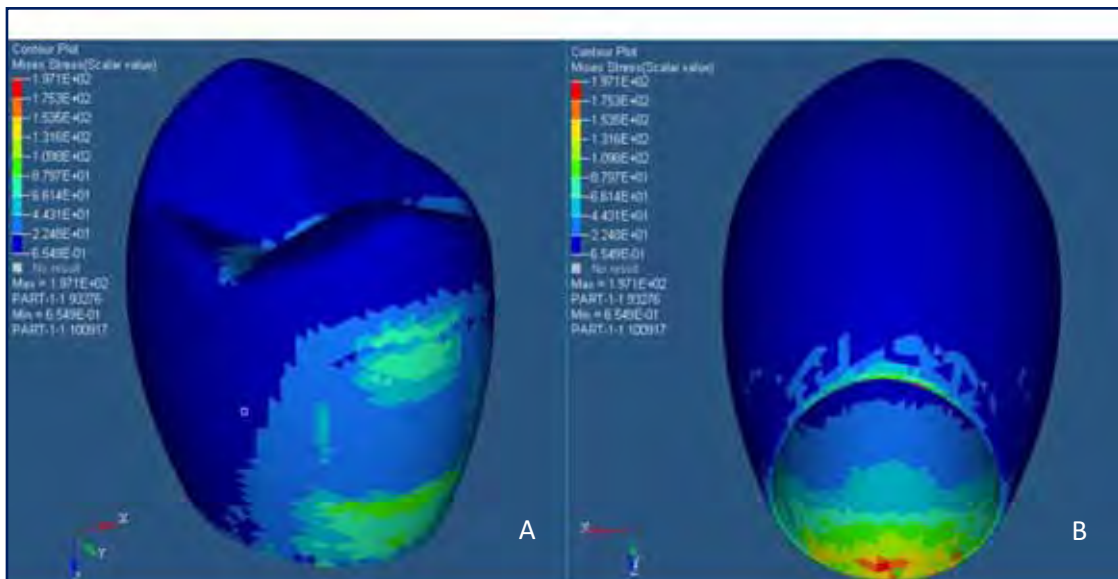 Contour Plot
Mises Stress(Scalar value)
1.971E+02
1.753E+02
1.535E+02
1.316E+02
1.098E+02
8.797E+01
6.614E+01
4.431E+01
2.248E+01
6.549E-01
No result
Max = 1.971E+02
PART-1-1 93276
Min = 6.549E-01
PART-1-1 100917
X
Y
A
Contour Plot
Mises Stress(Scalar value)
1.971E+02
1.753E+02
1.535E+02
1.316E+02
1.098E+02
8.797E+01
6.614E+01
4.431E+01
2.248E+01
6.549E-01
No result
Max = 1.971E+02
PART-1-1 93276
Min = 6.549E-01
PART-1-1 100917
X
Z
B